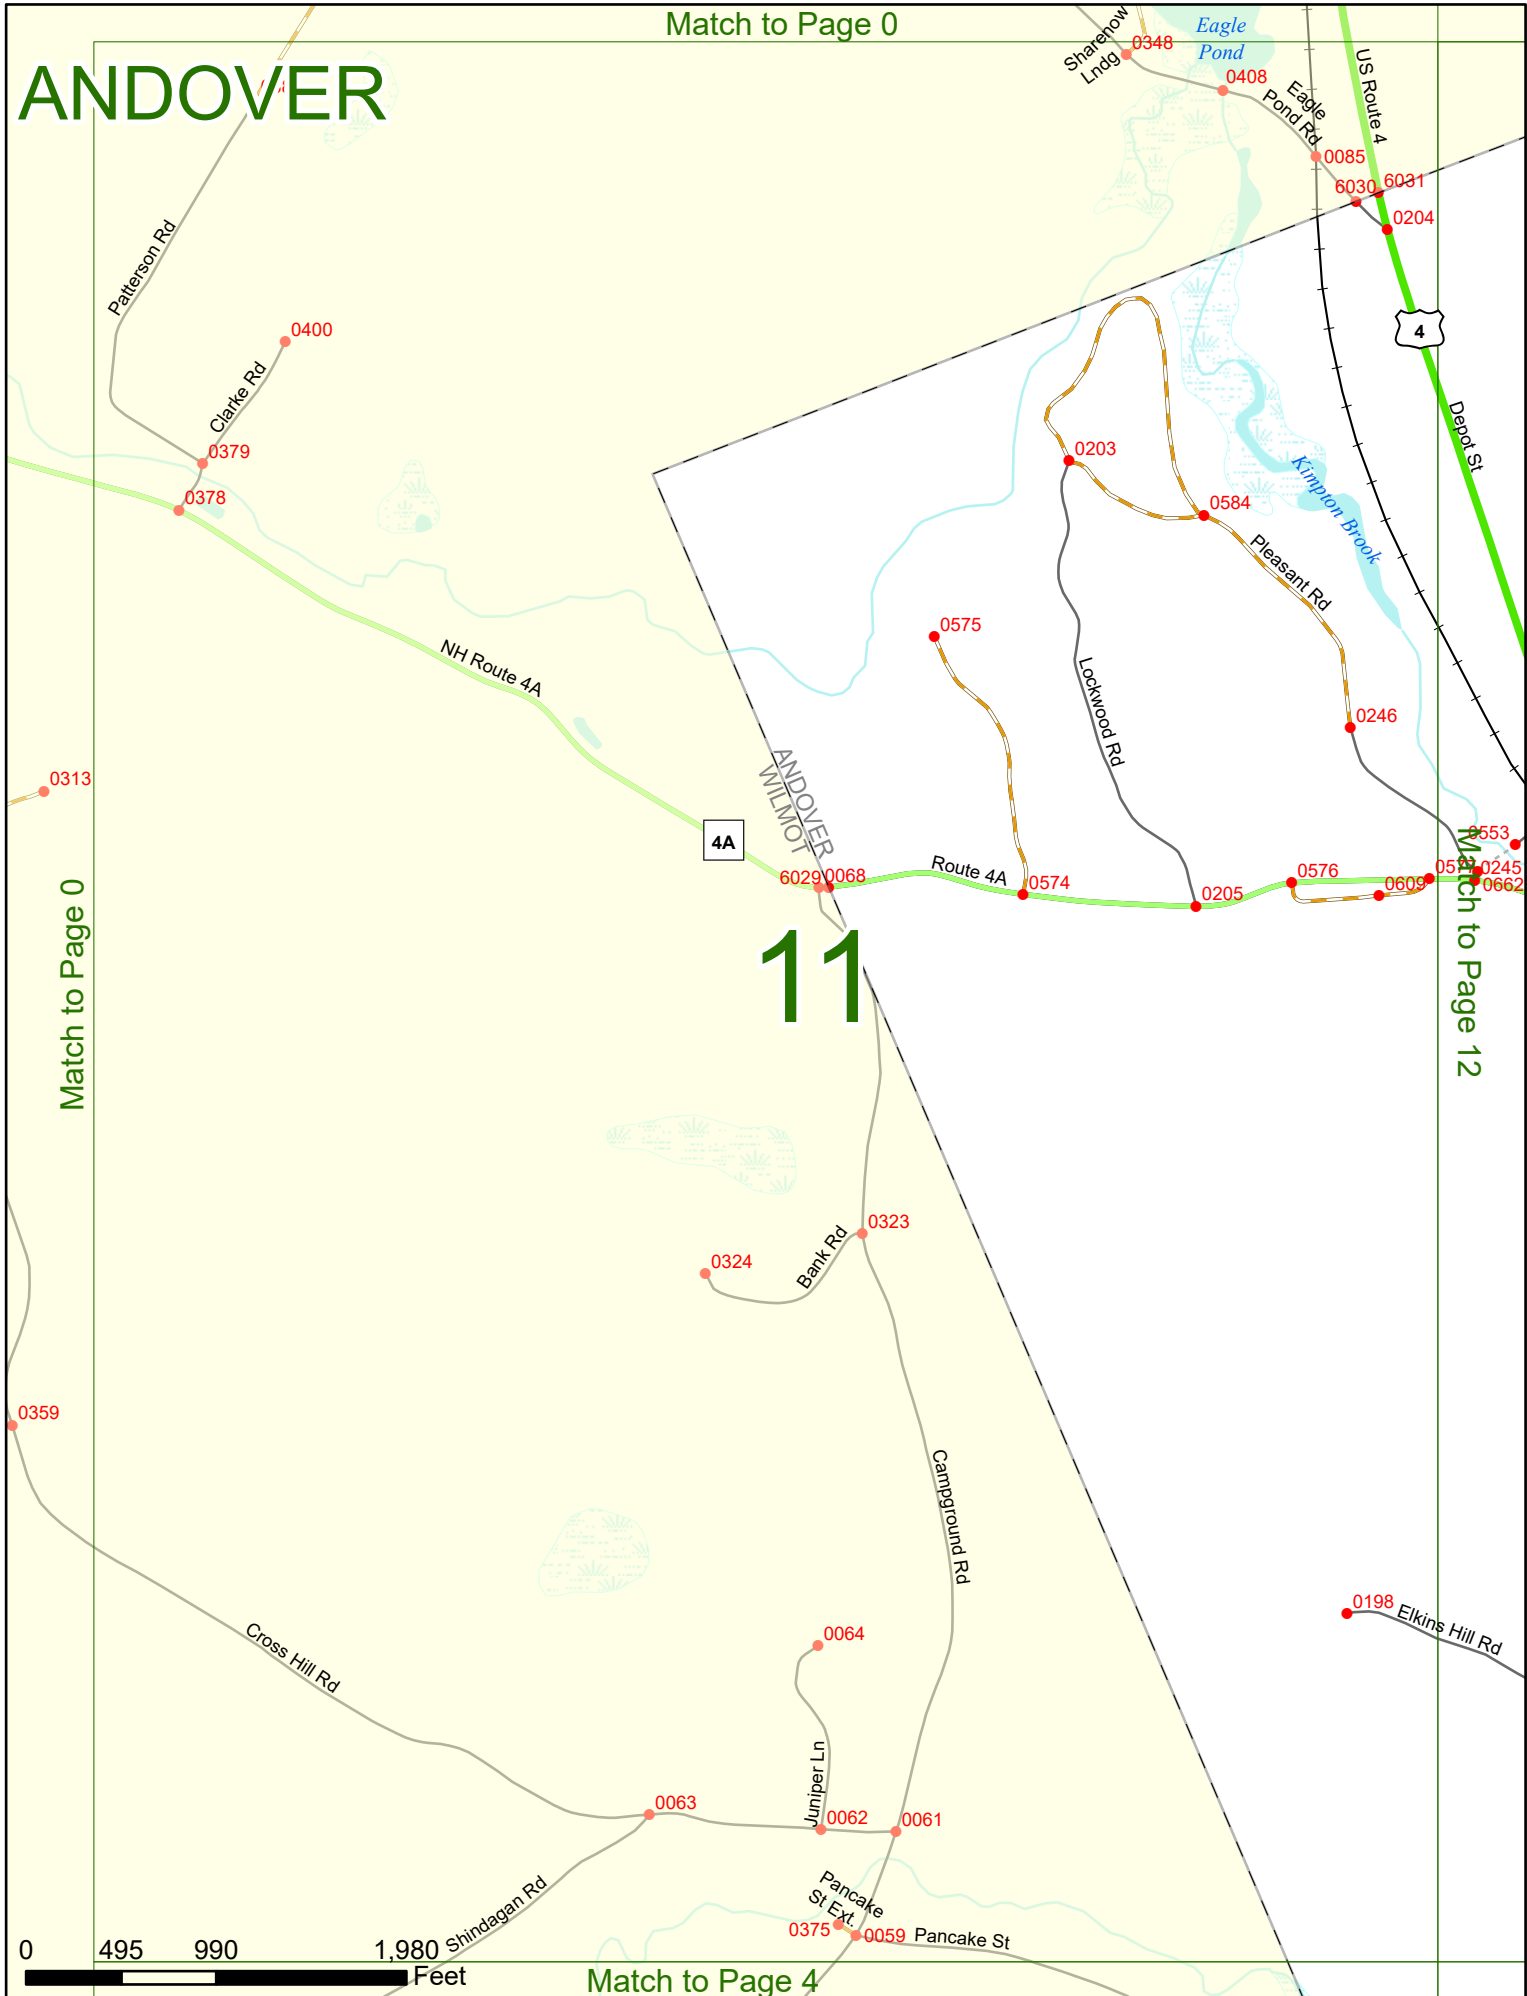 Match to Page 0
ANDOVER
Sharenow
Lndg
0348
Eagle
Pond
0408
Eagle
Pond Rd
US Route 4
0085
6030
6031
0204
4
Patterson Rd
0400
Clarke Rd
0379
0378
Depot St
0203
0584
Kimpton Brook
Pleasant Rd
0575
NH Route 4A
Lockwood Rd
0246
0313
ANDOVER
WILMOT
4A
0553
6029
0068
Route 4A
0574
0205
0576
0609
0245
0662
Match to Page 0
11
Match to Page 12
0323
0324
Bank Rd
0359
Campground Rd
0198
Elkins Hill Rd
0064
Cross Hill Rd
Juniper Ln
0063
0062
0061
Pancake
St Ext.
0375
0059
Pancake St
Shindagan Rd
0 495 990 1,980
Feet
Match to Page 4